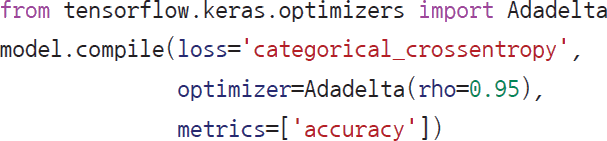 from tensorflow.keras.optimizers import Adadelta
model.compile(loss='categorical_crossentropy',
              optimizer=Adadelta(rho=0.95),
              metrics=['accuracy'])